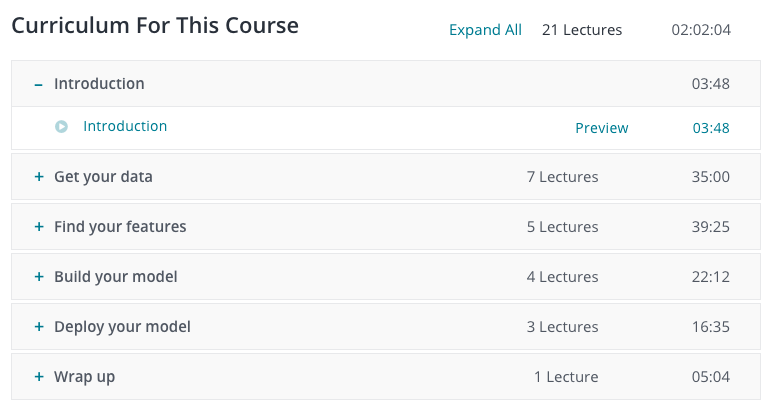 Curriculum For This Course Expand All 21 Lectures 02:02:04
– Introduction 03:48
Introduction Preview 03:48
+ Get your data 7 Lectures 35:00
+ Find your features 5 Lectures 39:25
+ Build your model 4 Lectures 22:12
+ Deploy your model 3 Lectures 16:35
+ Wrap up 1 Lecture 05:04